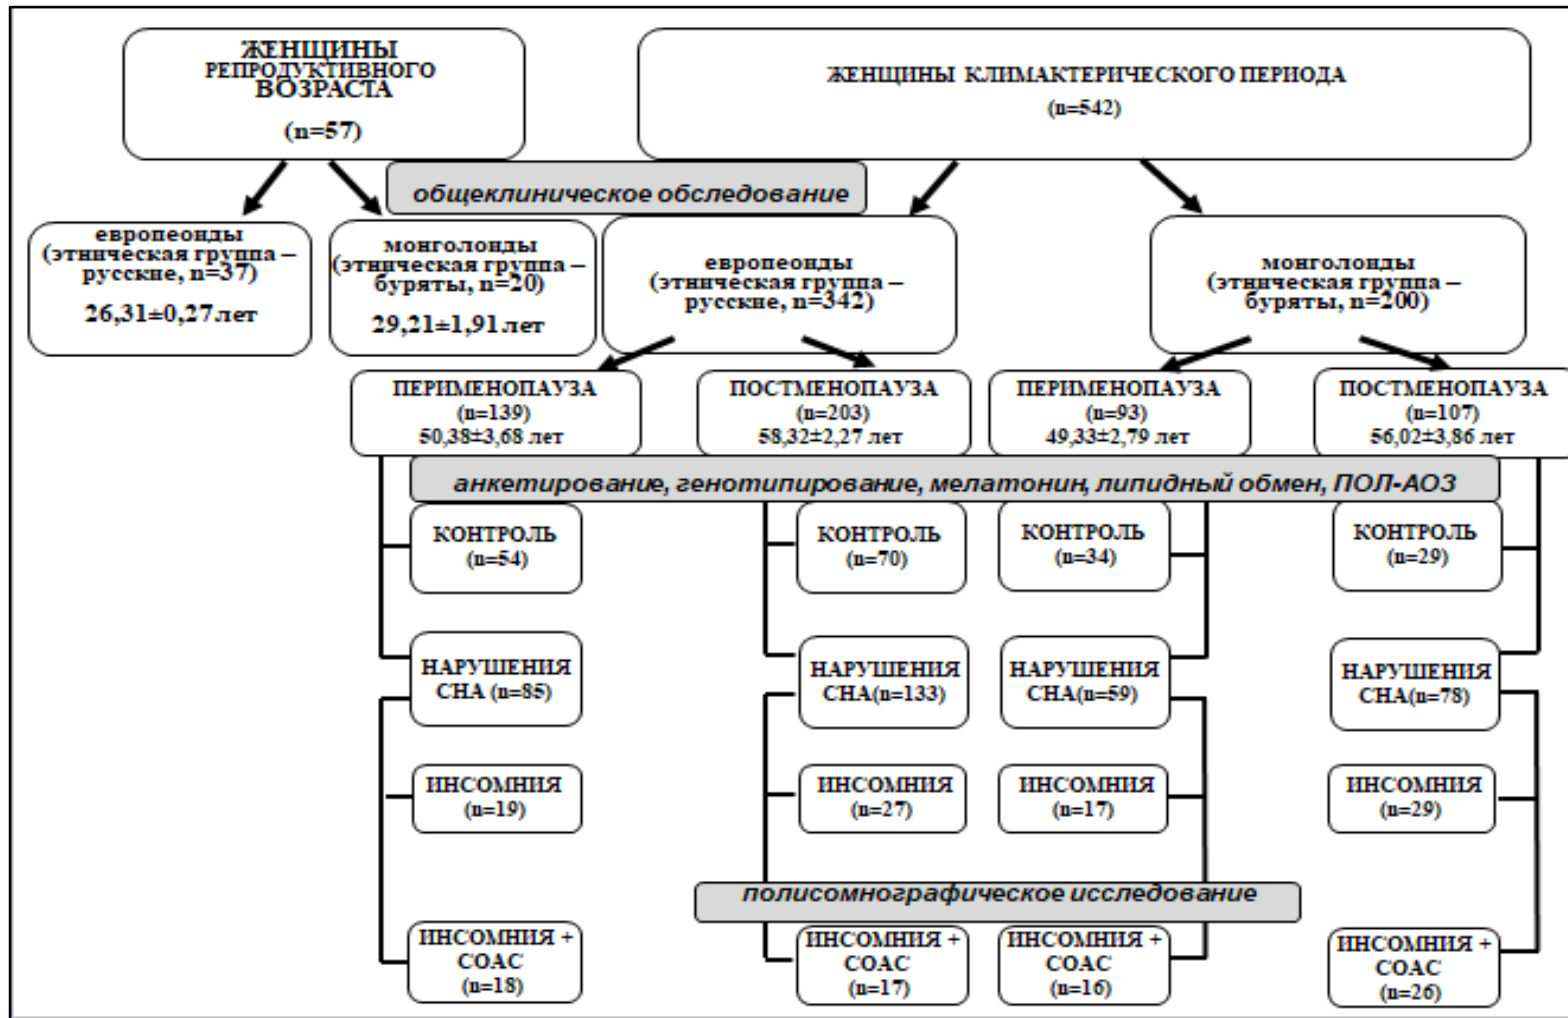 ЖЕНЩИНЫ
РЕПРОДУКТИВНОГО
ВОЗРАСТА
(n=57)
ЖЕНЩИНЫ КЛИМАКТЕРИЧЕСКОГО ПЕРИОДА
(n=542)
общеклиническое обследование
европеоиды
(этническая группа –
русские, n=37)
26,31±0,27 лет
монголоиды
(этническая группа –
буряты, n=20)
29,21±1,91 лет
европеоиды
(этническая группа –
русские, n=342)
монголоиды
(этническая группа –
буряты, n=200)
ПЕРИМЕНОПАУЗА
(n=139)
50,38±3,68 лет
ПОСТМЕНОПАУЗА
(n=203)
58,32±2,27 лет
ПЕРИМЕНОПАУЗА
(n=93)
49,33±2,79 лет
ПОСТМЕНОПАУЗА
(n=107)
56,02±3,86 лет
анкетирование, генотипирование, мелатонин, липидный обмен, ПОЛ-АОЗ
КОНТРОЛЬ
(n=54)
КОНТРОЛЬ
(n=70)
КОНТРОЛЬ
(n=34)
КОНТРОЛЬ
(n=29)
НАРУШЕНИЯ
СНА (n=85)
НАРУШЕНИЯ
СНА(n=133)
НАРУШЕНИЯ
СНА(n=59)
НАРУШЕНИЯ
СНА(n=78)
ИНСОМНИЯ
(n=19)
ИНСОМНИЯ
(n=27)
ИНСОМНИЯ
(n=17)
ИНСОМНИЯ
(n=29)
полисомнографическое исследование
ИНСОМНИЯ +
СОАС
(n=18)
ИНСОМНИЯ +
СОАС
(n=17)
ИНСОМНИЯ +
СОАС
(n=16)
ИНСОМНИЯ +
СОАС
(n=26)